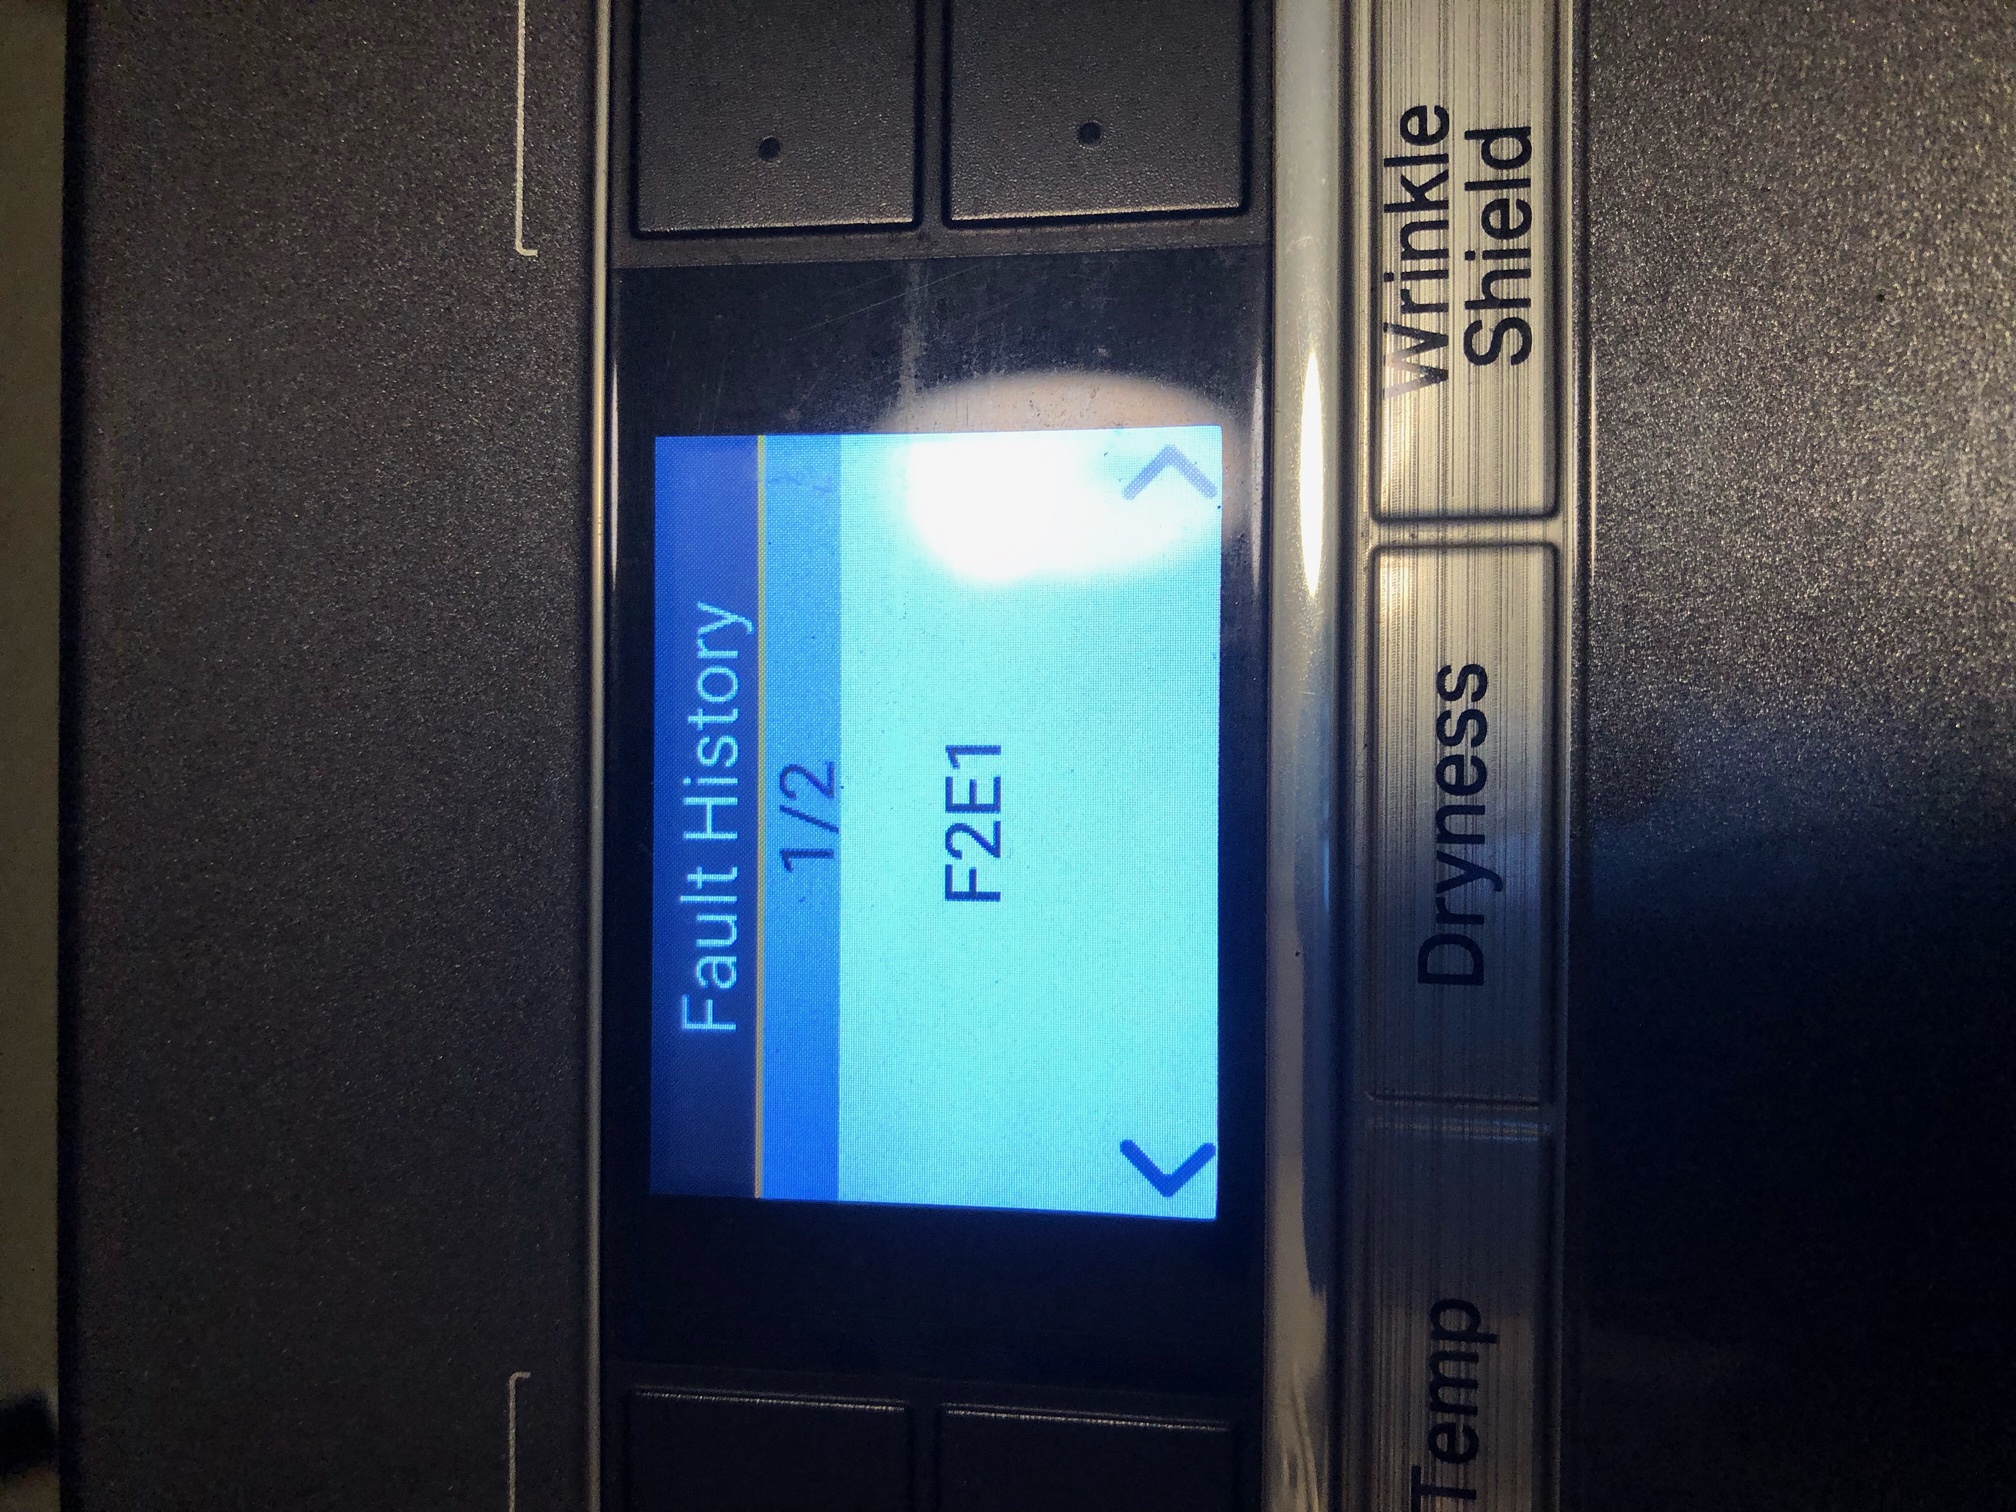 Fault History
1/2
F2E1
Temp
Dryness
Wrinkle
Shield